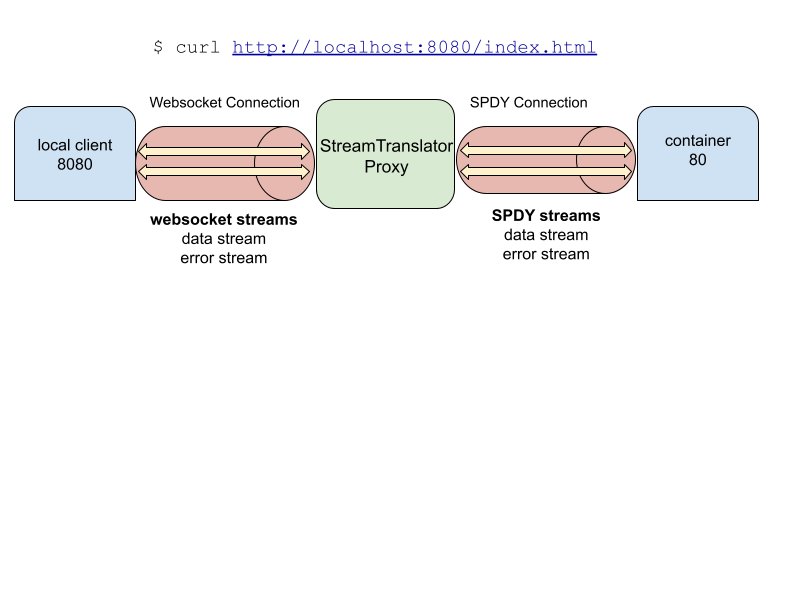 $ curl http://localhost:8080/index.html
Websocket Connection
SPDY Connection
local client
8080
StreamTranslator
Proxy
container
80
websocket streams
data stream
error stream
SPDY streams
data stream
error stream